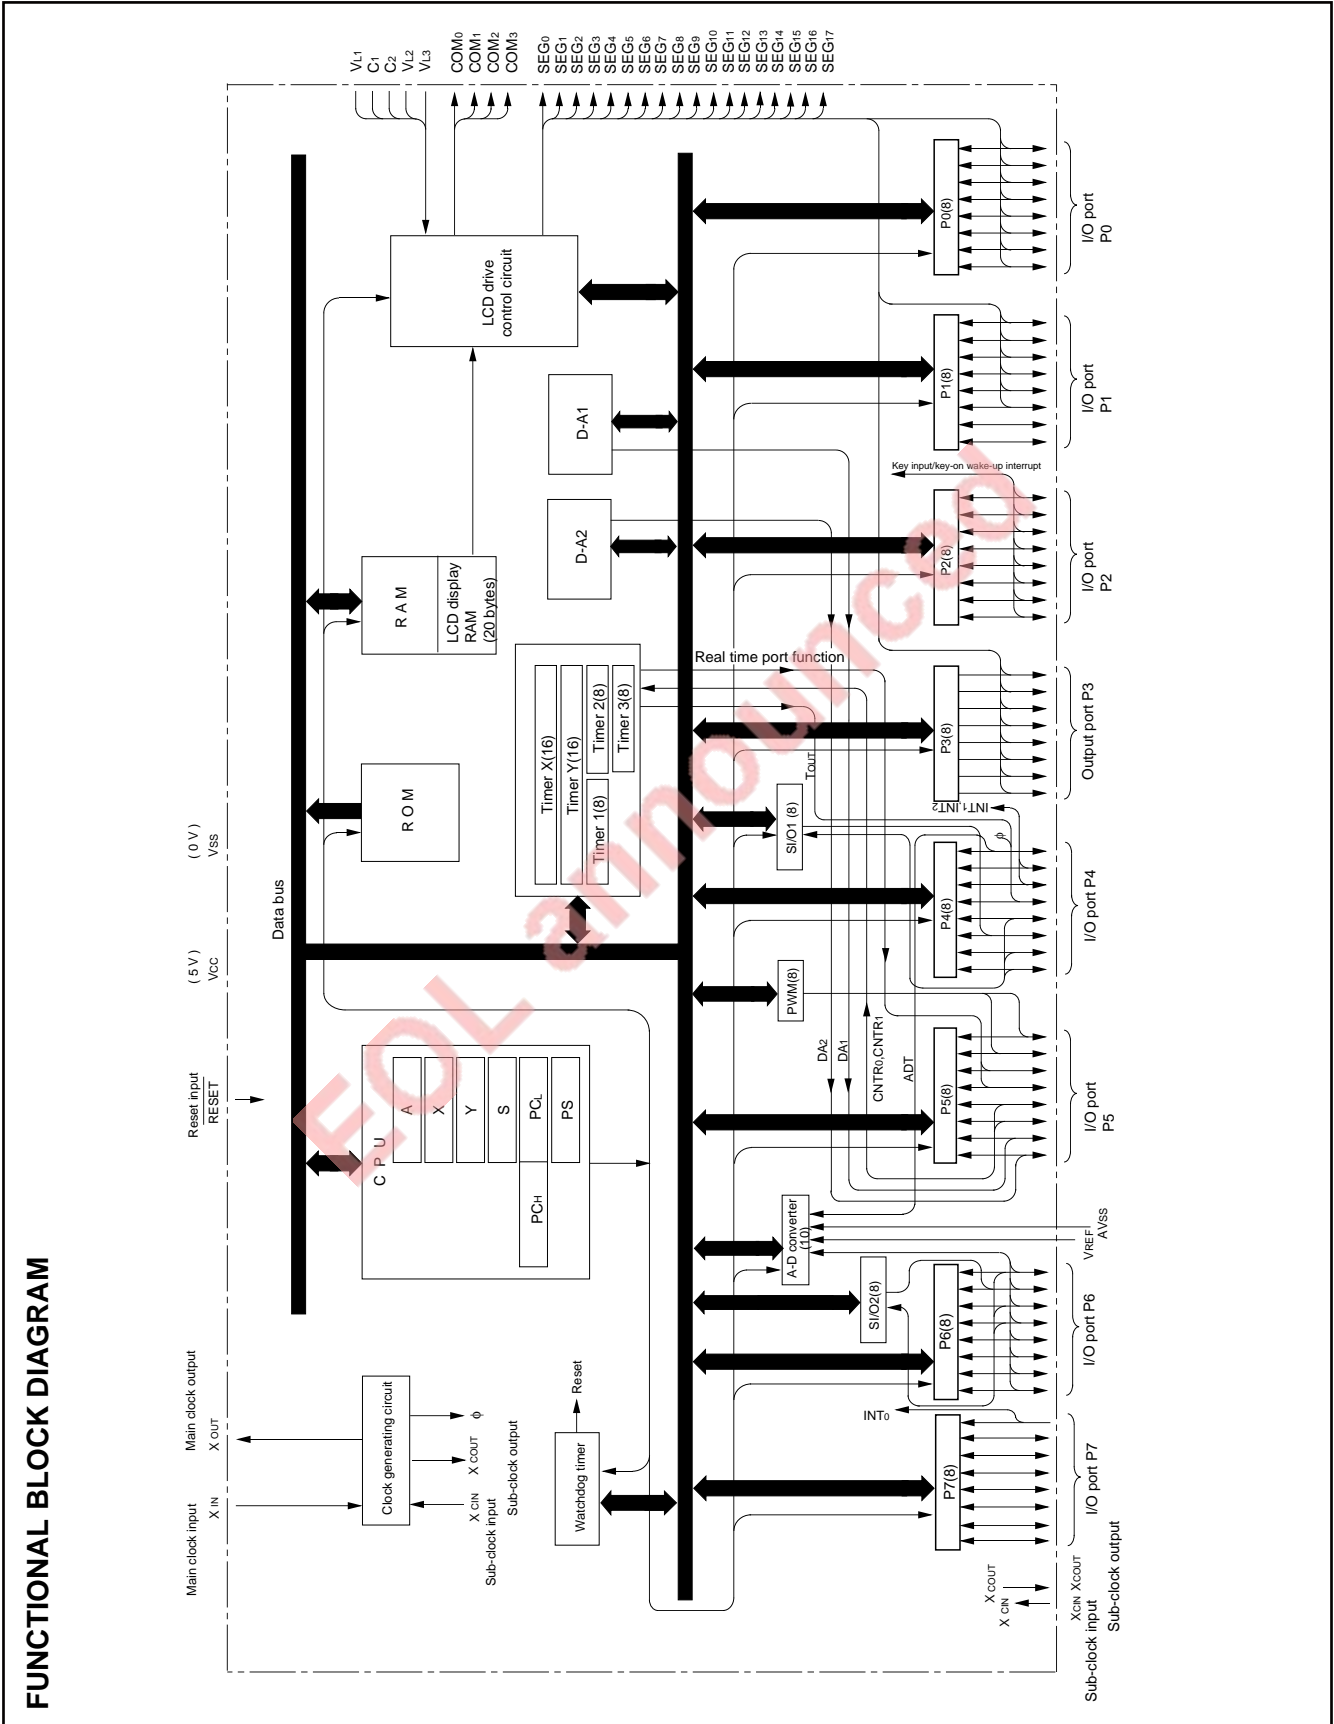 FUNCTIONAL BLOCK DIAGRAM
Main clock input
X IN
Main clock output
X OUT
Reset input
RESET
( 5 V )
VCC
( 0 V )
VSS
Data bus
Clock generating circuit
X CIN
Sub-clock input
X COUT
Sub-clock output
ϕ
C P U
A
X
Y
S
PCH
PCL
PS
R O M
R A M
LCD display
RAM
(20 bytes)
LCD drive
control circuit
VL1
C1
C2
VL2
VL3
COM0
COM1
COM2
COM3
SEG0
SEG1
SEG2
SEG3
SEG4
SEG5
SEG6
SEG7
SEG8
SEG9
SEG10
SEG11
SEG12
SEG13
SEG14
SEG15
SEG16
SEG17
Watchdog timer
Reset
Timer X(16)
Timer Y(16)
Timer 1(8)
Timer 2(8)
Timer 3(8)
D-A2
D-A1
Real time port function
TOUT
SI/O2(8)
A-D converter
(10)
PWM(8)
SI/O1 (8)
DA2
DA1
CNTR0,CNTR1
ADT
INT0
VREF
AVSS
ϕ
INT1,INT2
Key input/key-on wake-up interrupt
P7(8)
P6(8)
P5(8)
P4(8)
P3(8)
P2(8)
P1(8)
P0(8)
X CIN
X COUT
XCIN XCOUT
Sub-clock input
Sub-clock output
I/O port P7
I/O port P6
I/O port
P5
I/O port P4
Output port P3
I/O port
P2
I/O port
P1
I/O port
P0
EOL announced